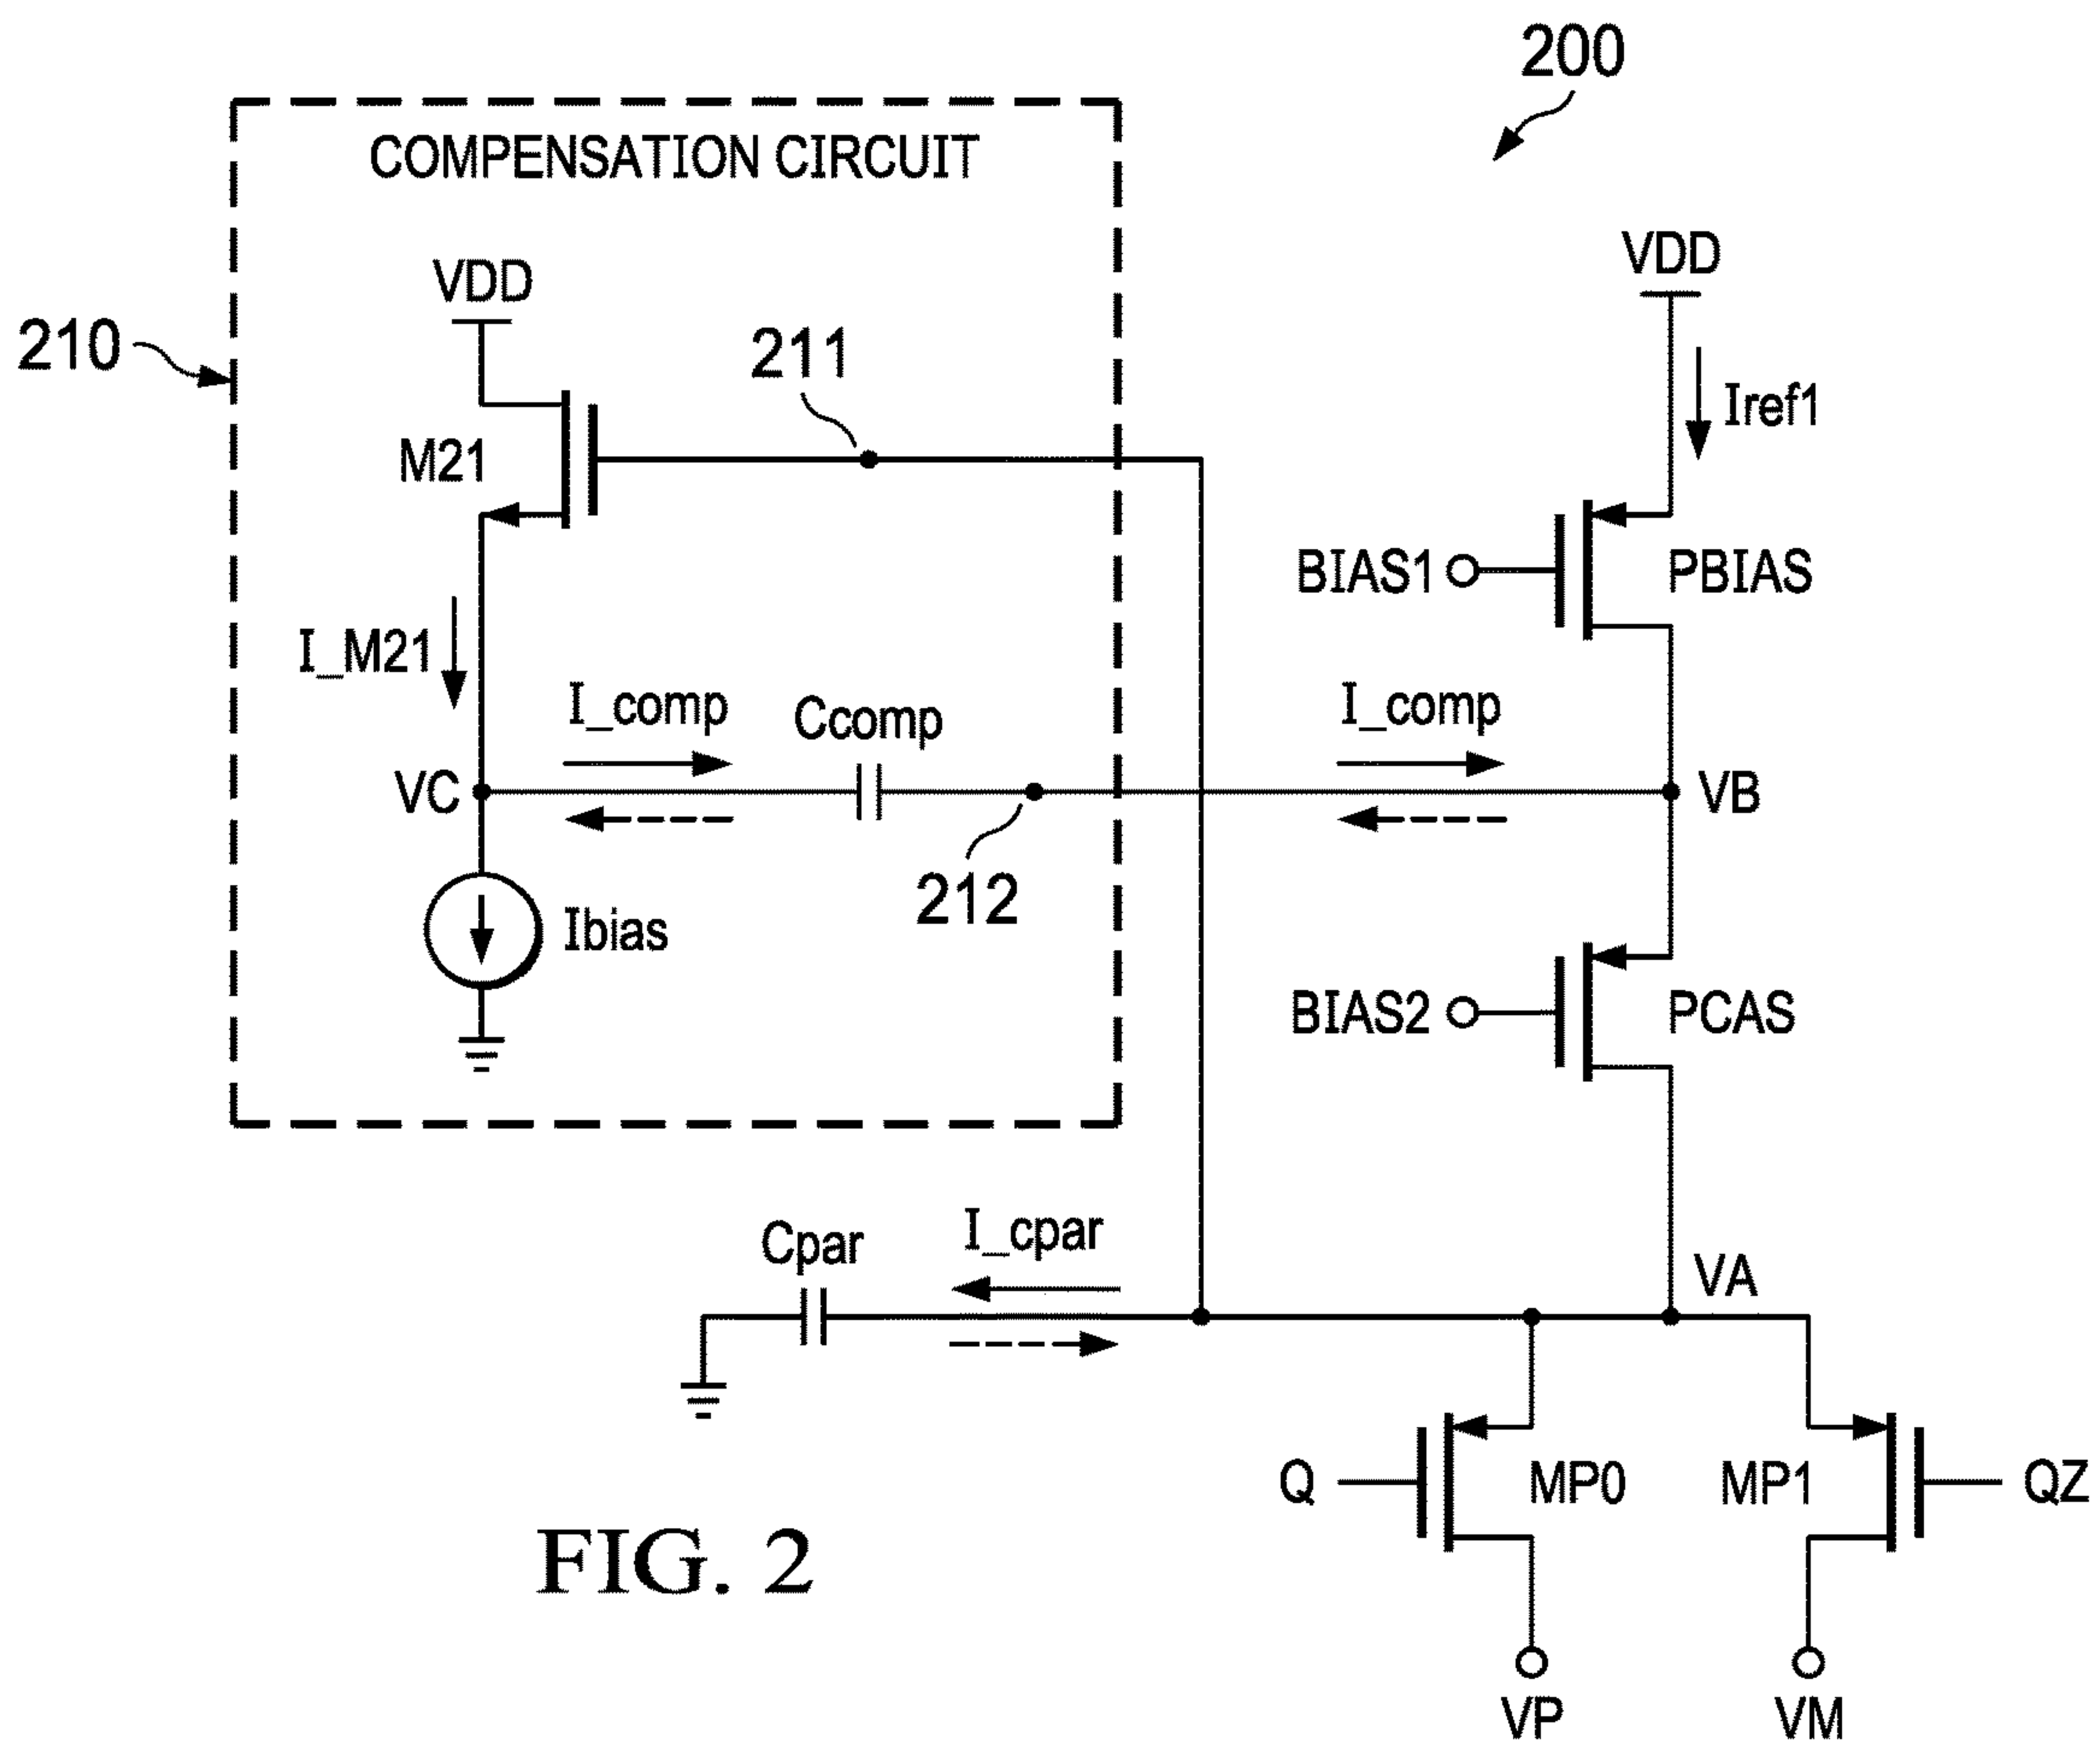 200
COMPENSATION CIRCUIT
VDD
VDD
210
211
Iref1
M21
BIAS1
PBIAS
I_M21
I_comp
Ccomp
I_comp
VC
VB
212
Ibias
BIAS2
PCAS
Cpar
I_cpar
VA
Q
MP0
MP1
QZ
FIG. 2
VP
VM